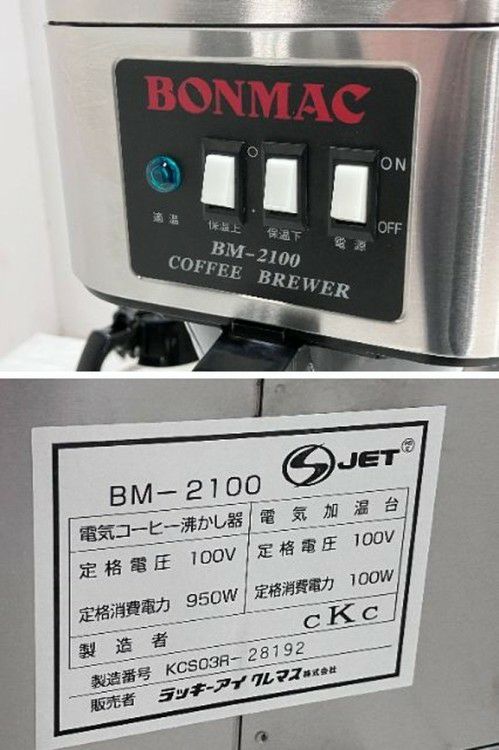 BONMAC
ON
適温 保温上 保温下 電源 OFF
BM-2100
COFFEE BREWER
BM-2100 S JET
電気コーヒー沸かし器 電気加温台
定格電圧 100V 定格電圧 100V
定格消費電力 950W 定格消費電力 100W
製造者 cKc
製造番号 KCS03R-28192
販売者 ラッキーアイクレマス株式会社